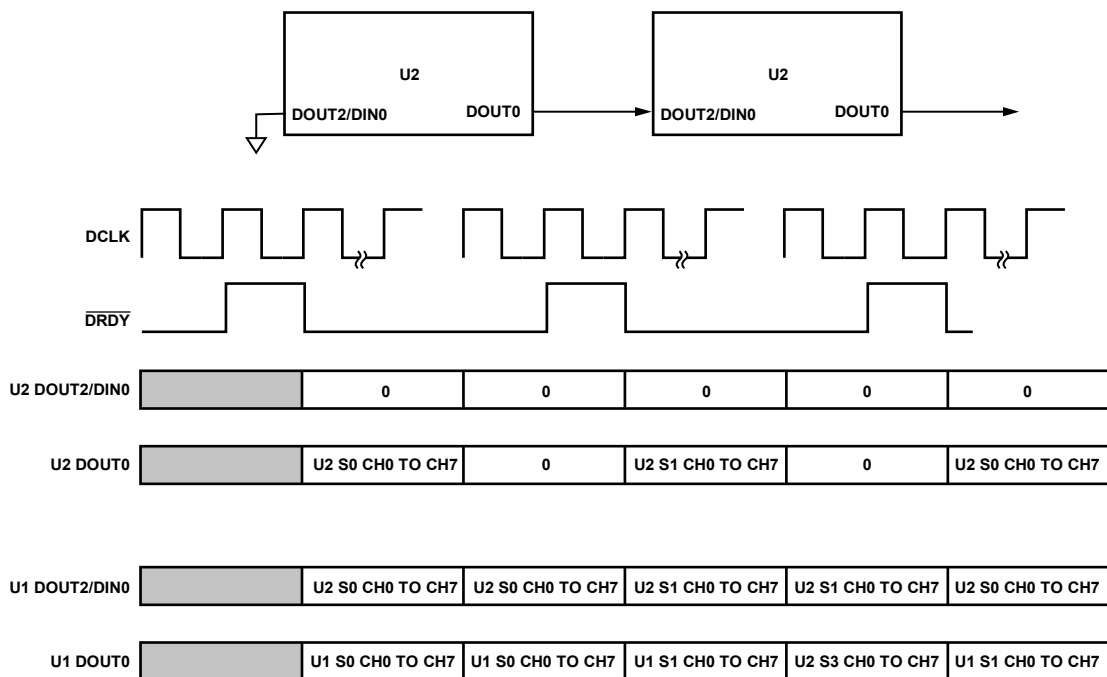 U2
U2
DOUT2/DIN0 DOUT0
DOUT2/DIN0 DOUT0
DCLK
DRDY
U2 DOUT2/DIN0 0 0 0 0 0
U2 DOUT0 U2 S0 CH0 TO CH7 0 U2 S1 CH0 TO CH7 0 U2 S0 CH0 TO CH7
U1 DOUT2/DIN0 U2 S0 CH0 TO CH7 U2 S0 CH0 TO CH7 U2 S1 CH0 TO CH7 U2 S1 CH0 TO CH7 U2 S0 CH0 TO CH7
U1 DOUT0 U1 S0 CH0 TO CH7 U1 S0 CH0 TO CH7 U1 S1 CH0 TO CH7 U2 S3 CH0 TO CH7 U1 S1 CH0 TO CH7